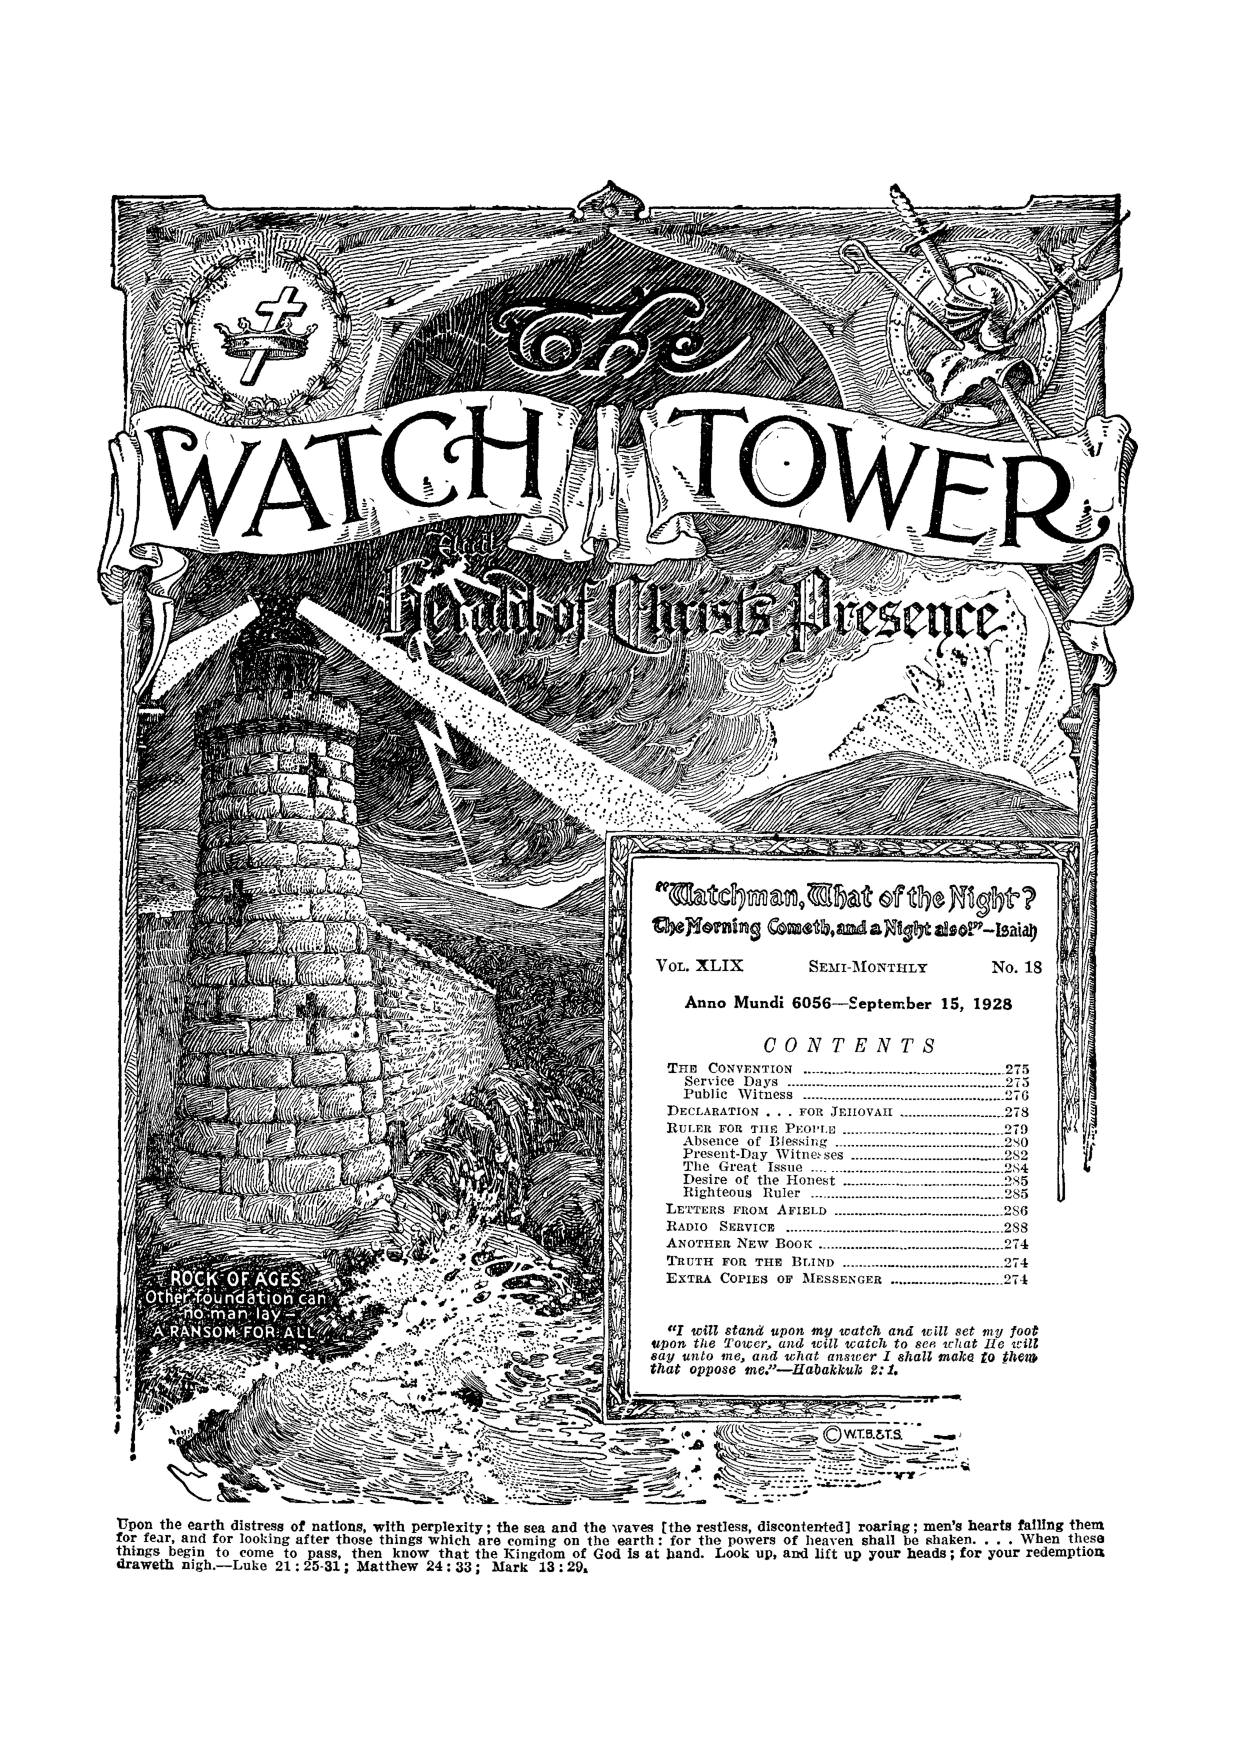 The
WATCH TOWER
And
Herald of Christ's Presence
"Watchman, What of the Night?
The Morning Cometh, and a Night also!"—Isaiah
VOL. XLIX SEMI-MONTHLY No. 18
Anno Mundi 6056—September 15, 1928
CONTENTS
THE CONVENTION 275
Service Days 275
Public Witness 276
DECLARATION . . . FOR JEHOVAH 278
RULER FOR THE PEOPLE 279
Absence of Blessing 280
Present-Day Witnesses 282
The Great Issue 284
Desire of the Honest 285
Righteous Ruler 285
LETTERS FROM AFIELD 286
RADIO SERVICE 288
ANOTHER NEW BOOK 274
TRUTH FOR THE BLIND 274
EXTRA COPIES OF MESSENGER 274
"I will stand upon my watch and will set my foot
upon the Tower, and will watch to see what He will
say unto me, and what answer I shall make to them
that oppose me."—Habakkuk 2:1.
ROCK OF AGES
Other foundation can
no man lay—
A RANSOM FOR ALL
© W.T.B.&T.S.
Upon the earth distress of nations, with perplexity; the sea and the waves [the restless, discontented] roaring; men's hearts failing them
for fear, and for looking after those things which are coming on the earth: for the powers of heaven shall be shaken. . . . When these
things begin to come to pass, then know that the Kingdom of God is at hand. Look up, and lift up your heads; for your redemption
draweth nigh.—Luke 21:25-31; Matthew 24:33; Mark 13:29.